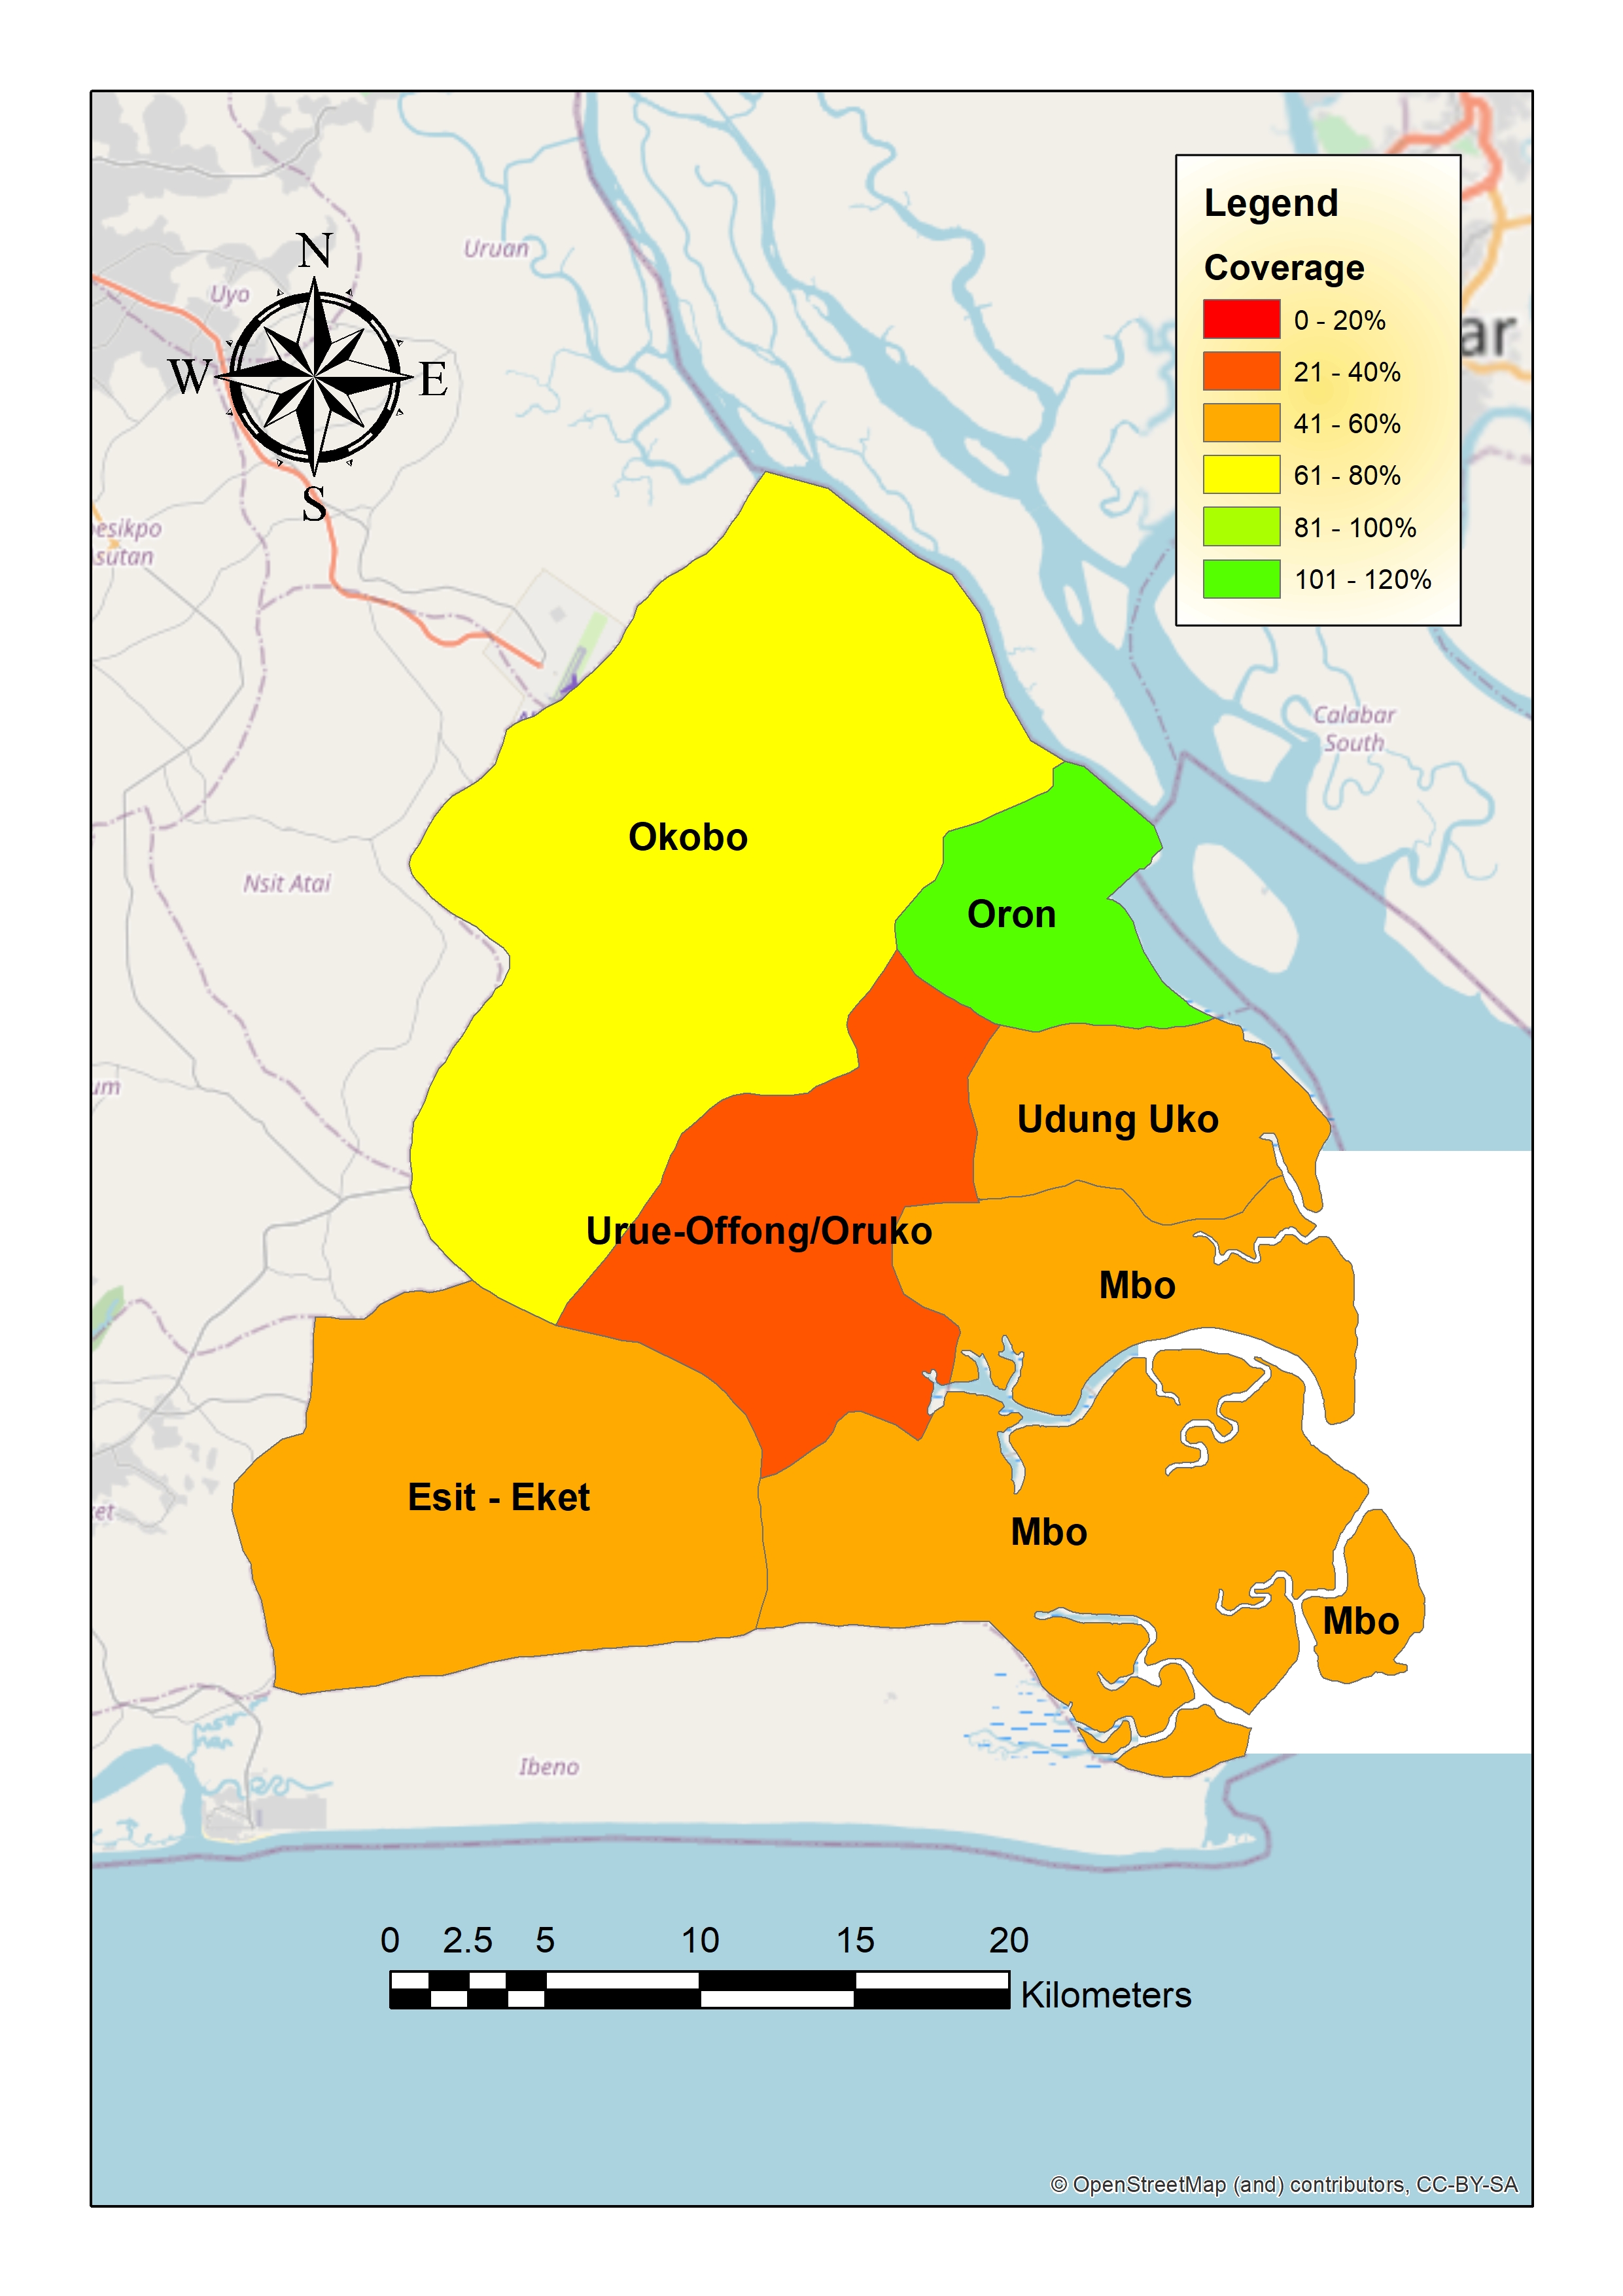 Legend
Coverage
0 - 20%
21 - 40%
41 - 60%
61 - 80%
81 - 100%
101 - 120%
N
W
E
S
Uruan
Uyo
ar
esikpo
sutan
Calabar
South
Okobo
Nsit Atai
Oron
um
Udung Uko
Urue-Offong/Oruko
Mbo
Esit - Eket
et
Mbo
Mbo
Ibeno
0 2.5 5 10 15 20
Kilometers
© OpenStreetMap (and) contributors, CC-BY-SA